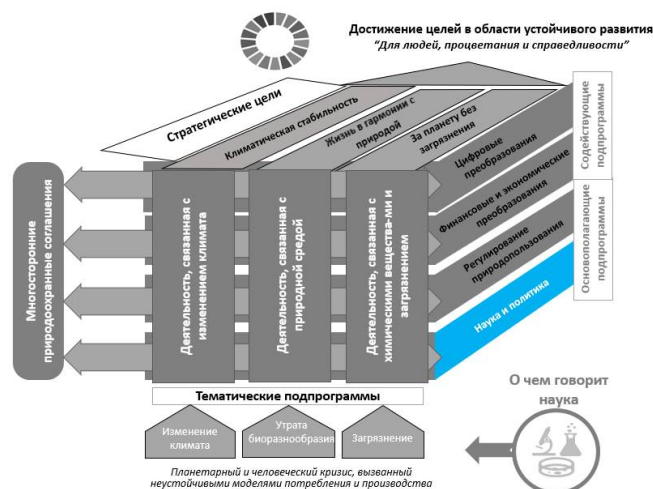 Достижение целей в области устойчивого развития
“Для людей, процветания и справедливости”
Стратегические цели
Климатическая стабильность
Жизнь в гармонии с
природой
За планету без
загрязнения
Цифровые
преобразования
Финансовые и экономические
преобразования
Регулирование
природопользования
Наука и политика
Содействующие
подпрограммы
Основополагающие
подпрограммы
Многосторонние
природоохранные соглашения
Деятельность, связанная с
изменением климата
Деятельность, связанная с
природной средой
Деятельность, связанная с
химическими вещества-ми и
загрязнением
Тематические подпрограммы
Изменение
климата
Утрата
биоразнообразия
Загрязнение
Планетарный и человеческий кризис, вызванный
неустойчивыми моделями потребления и производства
О чем говорит
наука